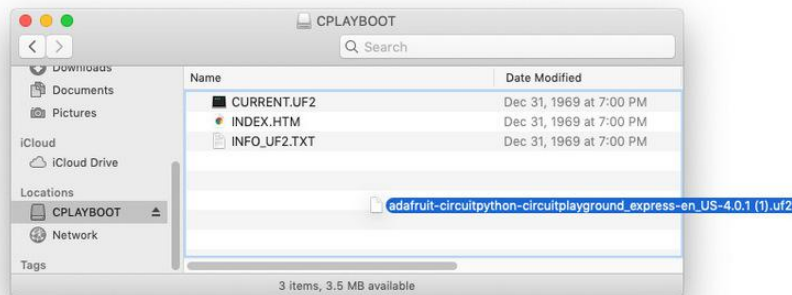 CPLAYBOOT
Search
Downloads
Documents
Pictures
iCloud
iCloud Drive
Locations
CPLAYBOOT
Network
Tags
Name Date Modified
CURRENT.UF2 Dec 31, 1969 at 7:00 PM
INDEX.HTM Dec 31, 1969 at 7:00 PM
INFO_UF2.TXT Dec 31, 1969 at 7:00 PM
adafruit-circuitpython-circuitplayground_express-en_US-4.0.1 (1).uf2
3 items, 3.5 MB available